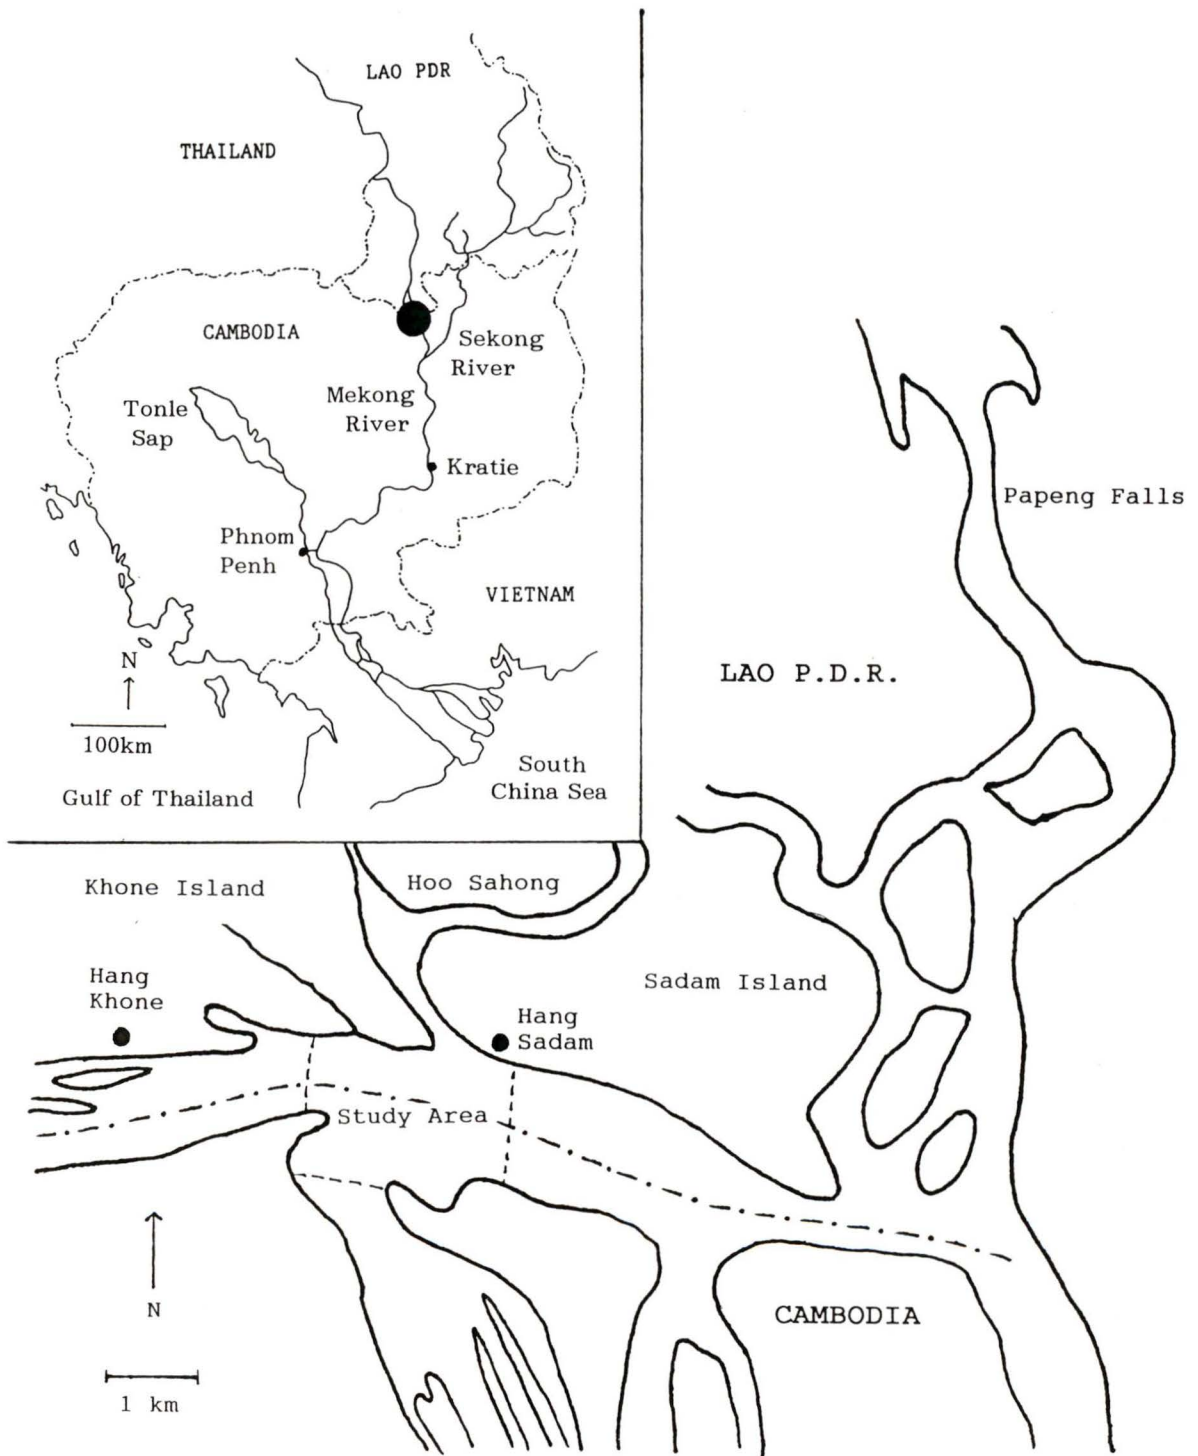 LAO PDR
THAILAND
CAMBODIA
Sekong
River
Mekong
River
Tonle
Sap
Kratie
Phnom
Penh
VIETNAM
N
100km
South
China Sea
Gulf of Thailand
Papeng Falls
LAO P.D.R.
Khone Island
Hoo Sahong
Hang
Khone
Sadam Island
Hang
Sadam
Study Area
N
CAMBODIA
1 km